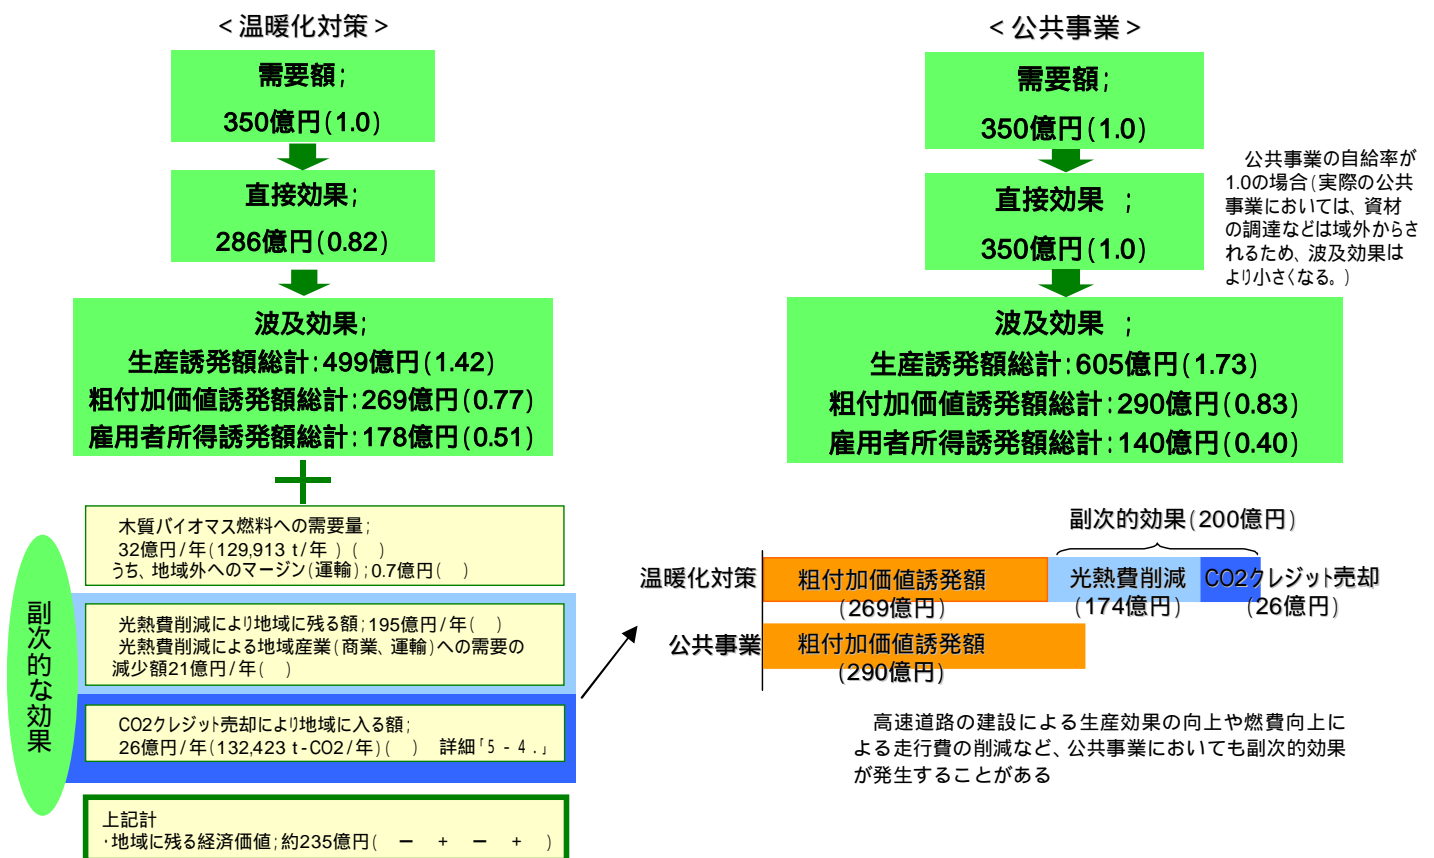 <温暖化対策>
需要額;
350億円(1.0)
直接効果;
286億円(0.82)
波及効果;
生産誘発額総計:499億円(1.42)
粗付加価値誘発額総計:269億円(0.77)
雇用者所得誘発額総計:178億円(0.51)
副次的な効果
木質バイオマス燃料への需要量;
32億円/年(129,913 t/年 ) (   )
うち、地域外へのマージン(運輸);0.7億円(   )
光熱費削減により地域に残る額;195億円/年(   )
光熱費削減による地域産業(商業、運輸)への需要の
減少額21億円/年(   )
CO2クレジット売却により地域に入る額;
26億円/年(132,423 t-CO2/年)(   )   詳細「5-4.」
上記計
・地域に残る経済価値;約235億円(   ー   +   ー   +   )
<公共事業>
需要額;
350億円(1.0)
直接効果   ;
350億円(1.0)
公共事業の自給率が
1.0の場合(実際の公共
事業においては、資材
の調達などは域外からさ
れるため、波及効果は
より小さくなる。)
波及効果   ;
生産誘発額総計:605億円(1.73)
粗付加価値誘発額総計:290億円(0.83)
雇用者所得誘発額総計:140億円(0.40)
副次的効果(200億円)
温暖化対策
粗付加価値誘発額
(269億円)
光熱費削減
(174億円)
CO2クレジット売却
(26億円)
公共事業
粗付加価値誘発額
(290億円)
高速道路の建設による生産効果の向上や燃費向上に
よる走行費の削減など、公共事業においても副次的効果
が発生することがある